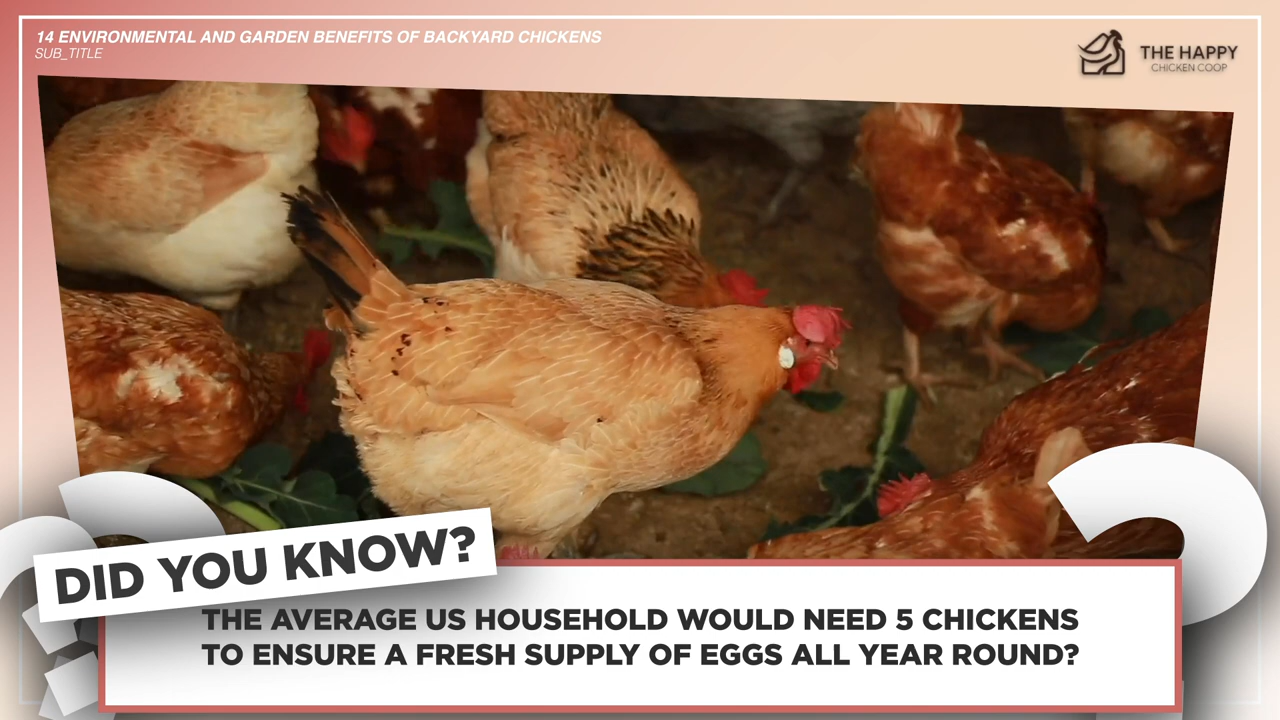 14 ENVIRONMENTAL AND GARDEN BENEFITS OF BACKYARD CHICKENS
SUB_TITLE
THE HAPPY
CHICKEN COOP
DID YOU KNOW?
THE AVERAGE US HOUSEHOLD WOULD NEED 5 CHICKENS
TO ENSURE A FRESH SUPPLY OF EGGS ALL YEAR ROUND?